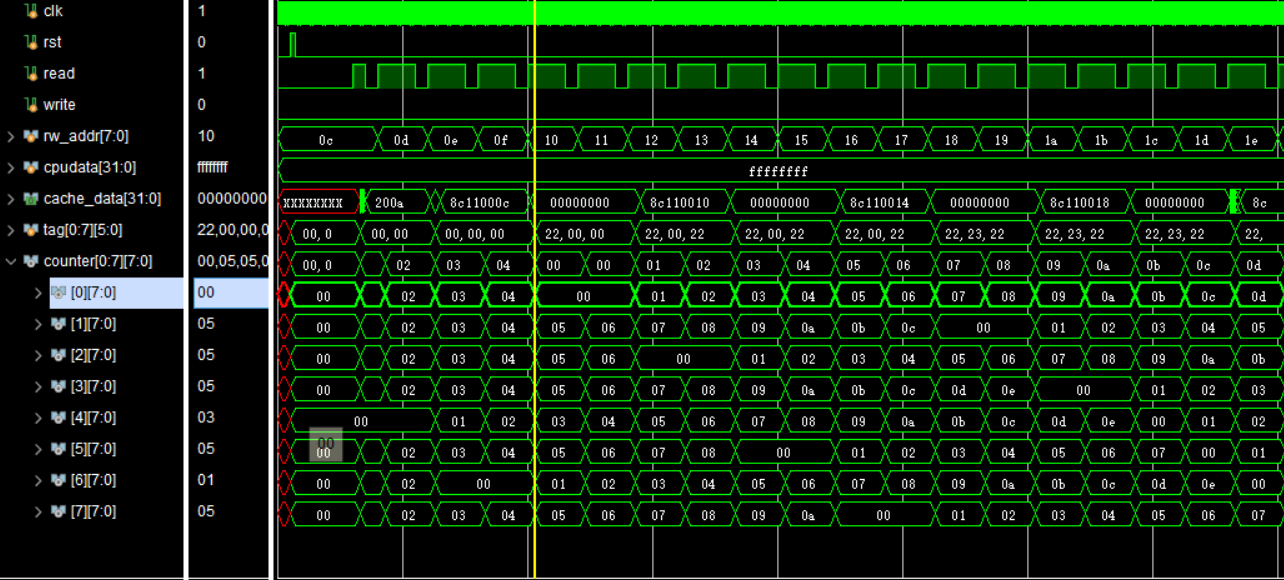 clk 1
rst 0
read 1
write 0
rw_addr[7:0] 10 0c 0d 0e 0f 10 11 12 13 14 15 16 17 18 19 1a 1b 1c 1d 1e
cpudata[31:0] ffffffff ffffffff
cache_data[31:0] 00000000 XXXXXXXX 200a 8c11000c 00000000 8c110010 00000000 8c110014 00000000 8c110018 00000000 8c
tag[0:7][5:0] 22,00,00,0 00, 0 00, 00 00, 00, 00 22, 00, 00 22, 00, 22 22, 00, 22 22, 00, 22 22, 23, 22 22, 23, 22 22, 23, 22 22,
counter[0:7][7:0] 00,05,05,0 00, 0 02 03 04 00 00 01 02 03 04 05 06 07 08 09 0a 0b 0c 0d
[0][7:0] 00 00 02 03 04 00 01 02 03 04 05 06 07 08 09 0a 0b 0c 0d
[1][7:0] 05 00 02 03 04 05 06 07 08 09 0a 0b 0c 00 01 02 03 04 05
[2][7:0] 05 00 02 03 04 05 06 00 01 02 03 04 05 06 07 08 09 0a 0b
[3][7:0] 05 00 02 03 04 05 06 07 08 09 0a 0b 0c 0d 0e 00 01 02 03
[4][7:0] 03 00 01 02 03 04 05 06 07 08 09 0a 0b 0c 0d 0e 00 01 02
[5][7:0] 05 00 02 03 04 05 06 07 08 00 01 02 03 04 05 06 07 00 01
[6][7:0] 01 00 02 00 01 02 03 04 05 06 07 08 09 0a 0b 0c 0d 0e 00
[7][7:0] 05 00 02 03 04 05 06 07 08 09 0a 00 01 02 03 04 05 06 07